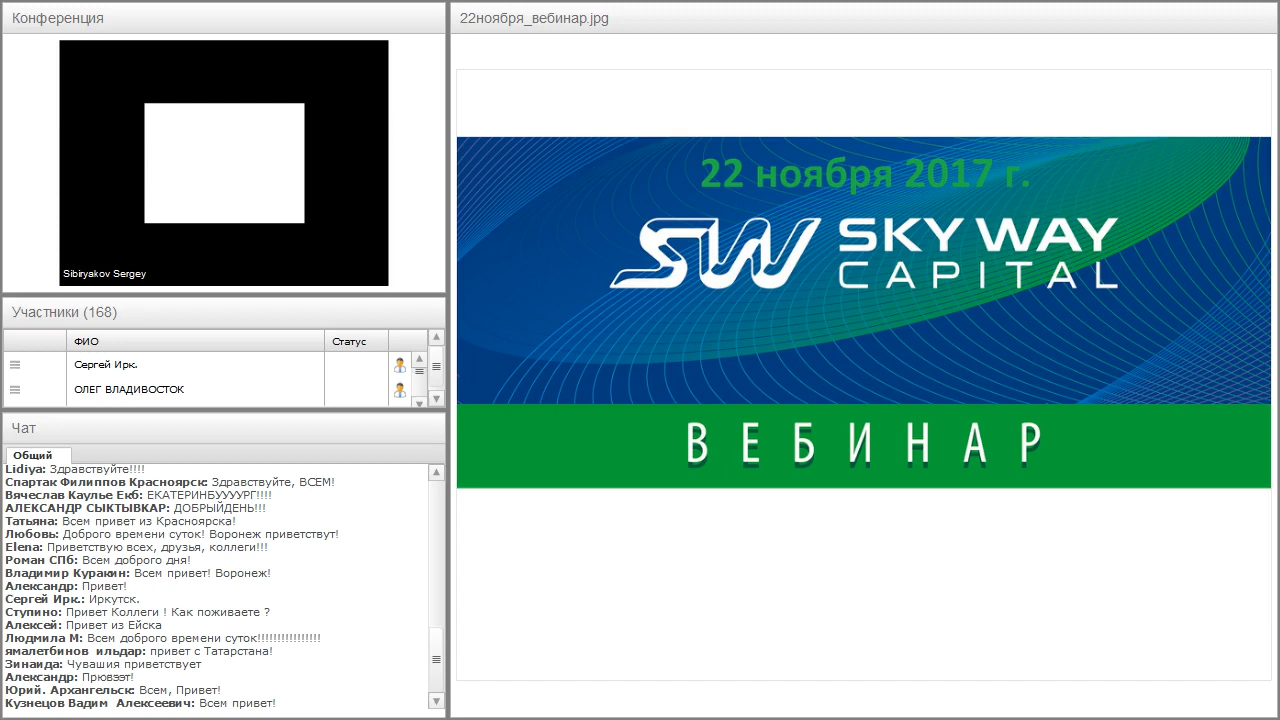 Конференция
Sibiryakov Sergey
Участники (168)
ФИО Статус
Сергей Ирк.
ОЛЕГ ВЛАДИВОСТОК
Чат
Общий
Lidiya: Здравствуйте!!!!
Спартак Филиппов Красноярск: Здравствуйте, ВСЕМ!
Вячеслав Каулье Екб: ЕКАТЕРИНБУУУУРГ!!!!
АЛЕКСАНДР СЫКТЫВКАР: ДОБРЫЙДЕНЬ!!!
Татьяна: Всем привет из Красноярска!
Любовь: Доброго времени суток! Воронеж приветствут!
Elena: Приветствую всех, друзья, коллеги!!!
Роман СПб: Всем доброго дня!
Владимир Куракин: Всем привет! Воронеж!
Александр: Привет!
Сергей Ирк.: Иркутск.
Ступино: Привет Коллеги ! Как поживаете ?
Алексей: Привет из Ейска
Людмила М: Всем доброго времени суток!!!!!!!!!!!!!!!!
ямалетбинов ильдар: привет с Татарстана!
Зинаида: Чувашия приветствует
Александр: Прювээт!
Юрий. Архангельск: Всем, Привет!
Кузнецов Вадим Алексеевич: Всем привет!
22ноября_вебинар.jpg
22 ноября 2017 г.
SW SKY WAY
CAPITAL
ВЕБИНАР